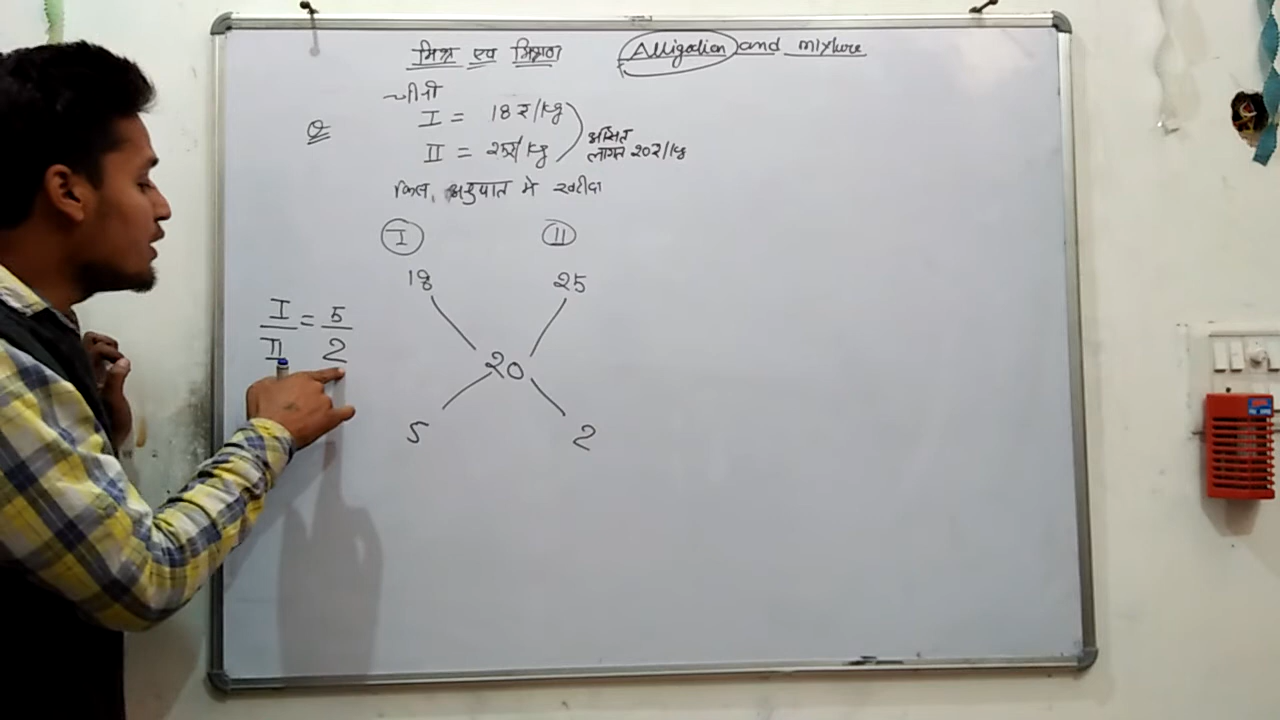 मिश्र एव मिश्रण Alligation and mixture
चीनी
Q
I = 18₹/kg
II = 25₹/kg
औसत
लागत 20₹/kg
किस अनुपात मे खरीदा
I II
18 25
I/II = 5/2
20
5 2